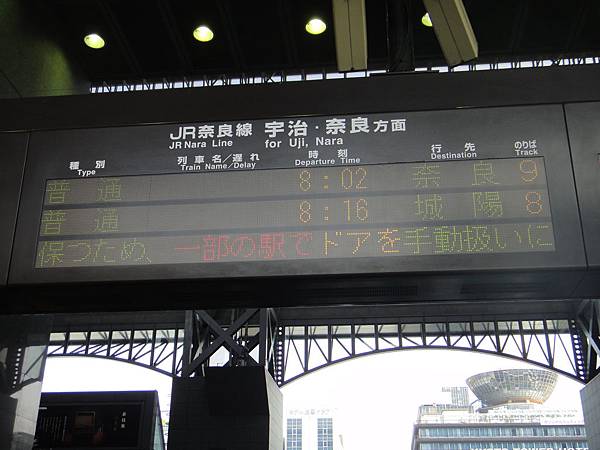 JR奈良線 宇治・奈良方面
JR Nara Line for Uji, Nara
種別 列車名/遅れ 時刻 行先 のりば
Type Train Name/Delay Departure Time Destination Track
普通 8:02 奈良 9
普通 8:16 城陽 8
保つため、一部の駅でドアを手動扱いに